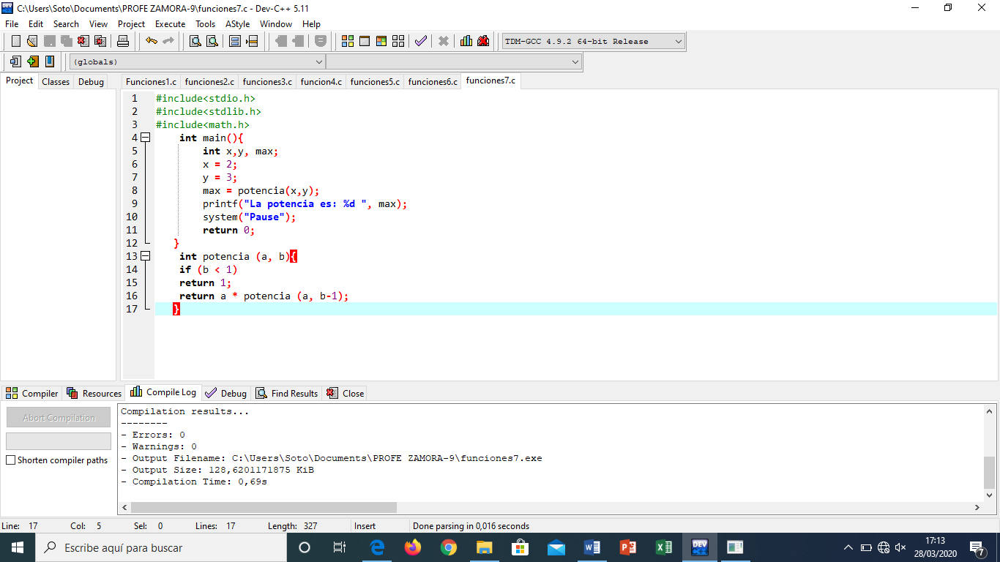 C:\Users\Soto\Documents\PROFE ZAMORA-9\funciones7.c - Dev-C++ 5.11
File Edit Search View Project Execute Tools AStyle Window Help
TDM-GCC 4.9.2 64-bit Release
(globals)
Project Classes Debug Funciones1.c funciones2.c funciones3.c funcion4.c funciones5.c funciones6.c funciones7.c
1 #include<stdio.h>
2 #include<stdlib.h>
3 #include<math.h>
4 int main(){
5 int x,y, max;
6 x = 2;
7 y = 3;
8 max = potencia(x,y);
9 printf("La potencia es: %d ", max);
10 system("Pause");
11 return 0;
12 }
13 int potencia (a, b){
14 if (b < 1)
15 return 1;
16 return a * potencia (a, b-1);
17 }
Compiler Resources Compile Log Debug Find Results Close
Abort Compilation
Shorten compiler paths
Compilation results...
--------
- Errors: 0
- Warnings: 0
- Output Filename: C:\Users\Soto\Documents\PROFE ZAMORA-9\funciones7.exe
- Output Size: 128,6201171875 KiB
- Compilation Time: 0,69s
Line: 17 Col: 5 Sel: 0 Lines: 17 Length: 327 Insert Done parsing in 0,016 seconds
Escribe aquí para buscar
DEV
17:13
28/03/2020
7